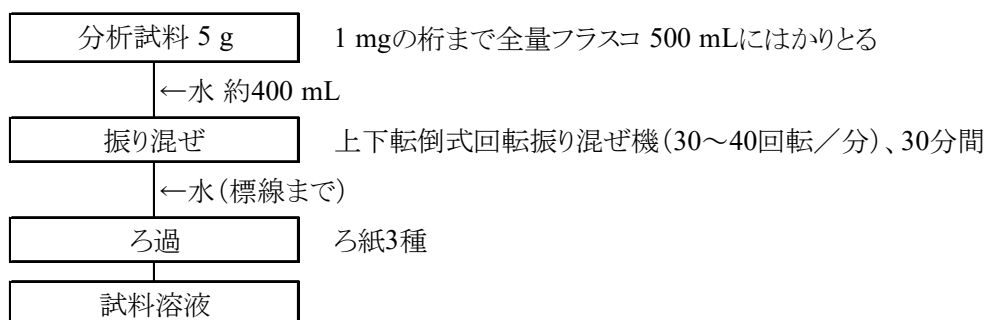 分析試料 5 g 1 mgの桁まで全量フラスコ 500 mLにはかりとる
←水 約400 mL
振り混ぜ 上下転倒式回転振り混ぜ機(30～40回転／分)、30分間
←水(標線まで)
ろ過 ろ紙3種
試料溶液